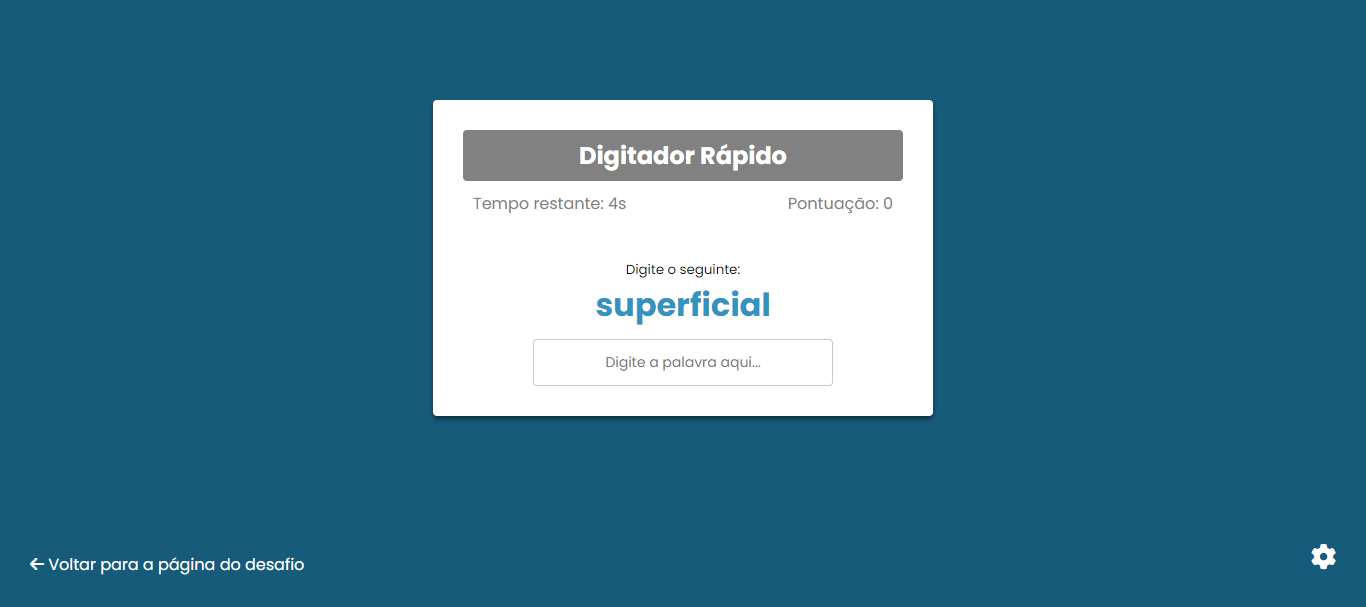 Digitador Rápido
Tempo restante: 4s
Pontuação: 0
Digite o seguinte:
superficial
Digite a palavra aqui...
Voltar para a página do desafio